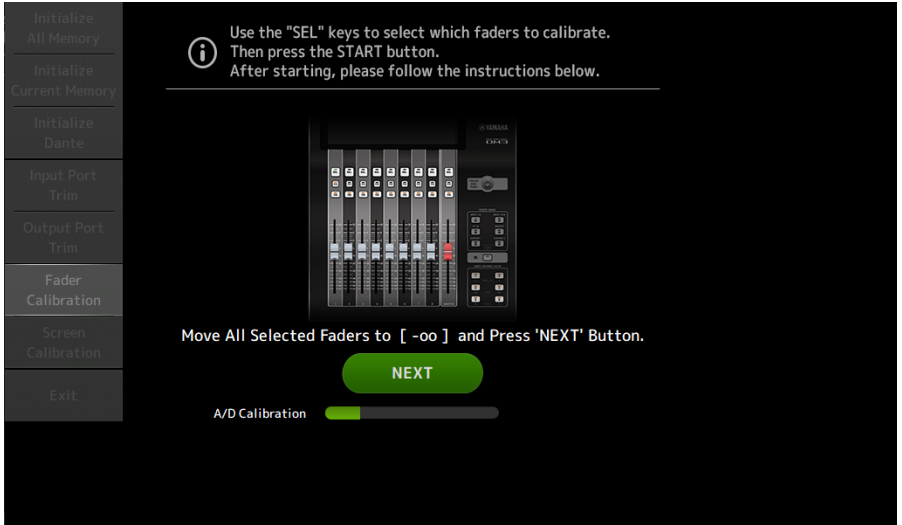 Initialize
All Memory
Initialize
Current Memory
Initialize
Dante
Input Port
Trim
Output Port
Trim
Fader
Calibration
Screen
Calibration
Exit
Use the "SEL" keys to select which faders to calibrate.
Then press the START button.
After starting, please follow the instructions below.
YAMAHA
DM3
Move All Selected Faders to [ -oo ] and Press 'NEXT' Button.
NEXT
A/D Calibration